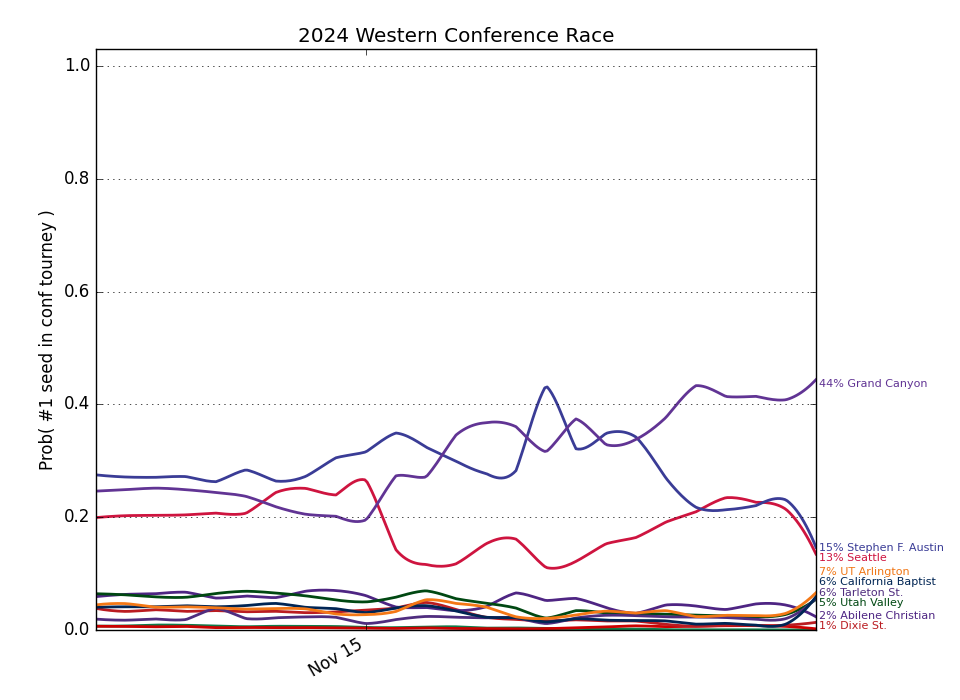 2024 Western Conference Race
Prob( #1 seed in conf tourney )
1.0
0.8
0.6
0.4
0.2
0.0
Nov 15
44% Grand Canyon
15% Stephen F. Austin
13% Seattle
7% UT Arlington
6% California Baptist
6% Tarleton St.
5% Utah Valley
2% Abilene Christian
1% Dixie St.